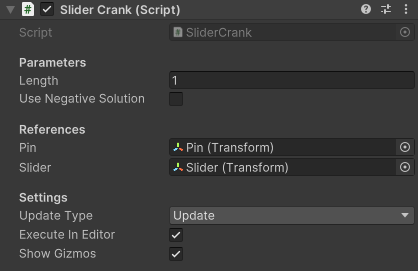 Slider Crank (Script)
Script SliderCrank
Parameters
Length 1
Use Negative Solution
References
Pin Pin (Transform)
Slider Slider (Transform)
Settings
Update Type Update
Execute In Editor
Show Gizmos